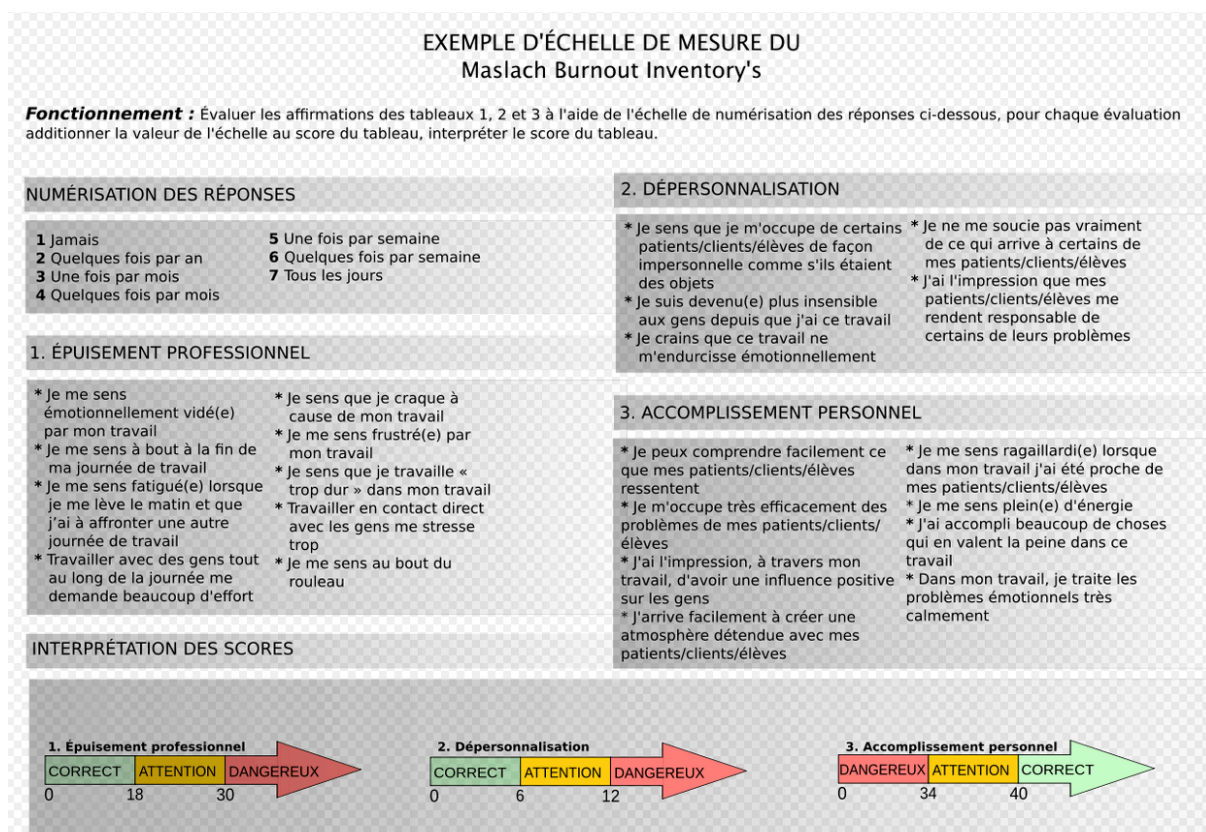 EXEMPLE D'ÉCHELLE DE MESURE DU
Maslach Burnout Inventory's
Fonctionnement : Évaluer les affirmations des tableaux 1, 2 et 3 à l'aide de l'échelle de numérisation des réponses ci-dessous, pour chaque évaluation
additionner la valeur de l'échelle au score du tableau, interpréter le score du tableau.
NUMÉRISATION DES RÉPONSES
1 Jamais
2 Quelques fois par an
3 Une fois par mois
4 Quelques fois par mois
5 Une fois par semaine
6 Quelques fois par semaine
7 Tous les jours
1. ÉPUISEMENT PROFESSIONNEL
* Je me sens
émotionnellement vidé(e)
par mon travail
* Je me sens à bout à la fin de
ma journée de travail
* Je me sens fatigué(e) lorsque
je me lève le matin et que
j’ai à affronter une autre
journée de travail
* Travailler avec des gens tout
au long de la journée me
demande beaucoup d'effort
* Je sens que je craque à
cause de mon travail
* Je me sens frustré(e) par
mon travail
* Je sens que je travaille «
trop dur » dans mon travail
* Travailler en contact direct
avec les gens me stresse
trop
* Je me sens au bout du
rouleau
2. DÉPERSONNALISATION
* Je sens que je m'occupe de certains
patients/clients/élèves de façon
impersonnelle comme s'ils étaient
des objets
* Je suis devenu(e) plus insensible
aux gens depuis que j'ai ce travail
* Je crains que ce travail ne
m'endurcisse émotionnellement
* Je ne me soucie pas vraiment
de ce qui arrive à certains de
mes patients/clients/élèves
* J'ai l'impression que mes
patients/clients/élèves me
rendent responsable de
certains de leurs problèmes
3. ACCOMPLISSEMENT PERSONNEL
* Je peux comprendre facilement ce
que mes patients/clients/élèves
ressentent
* Je m'occupe très efficacement des
problèmes de mes patients/clients/
élèves
* J'ai l'impression, à travers mon
travail, d'avoir une influence positive
sur les gens
* J'arrive facilement à créer une
atmosphère détendue avec mes
patients/clients/élèves
* Je me sens ragaillardi(e) lorsque
dans mon travail j'ai été proche de
mes patients/clients/élèves
* Je me sens plein(e) d'énergie
* J'ai accompli beaucoup de choses
qui en valent la peine dans ce
travail
* Dans mon travail, je traite les
problèmes émotionnels très
calmement
INTERPRÉTATION DES SCORES
1. Épuisement professionnel
CORRECT ATTENTION DANGEREUX
0 18 30
2. Dépersonnalisation
CORRECT ATTENTION DANGEREUX
0 6 12
3. Accomplissement personnel
DANGEREUX ATTENTION CORRECT
0 34 40